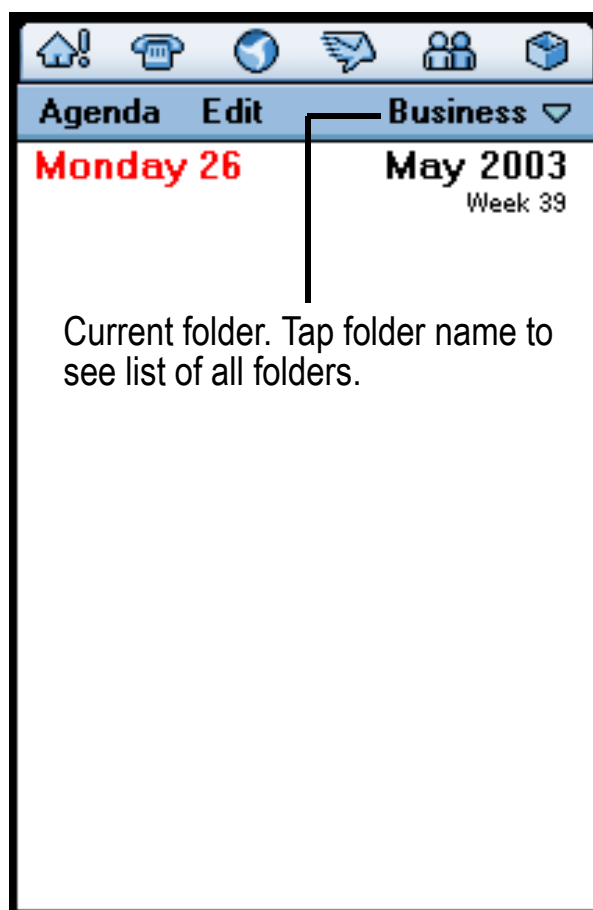 Agenda Edit Business
Monday 26 May 2003
Week 39
Current folder. Tap folder name to
see list of all folders.